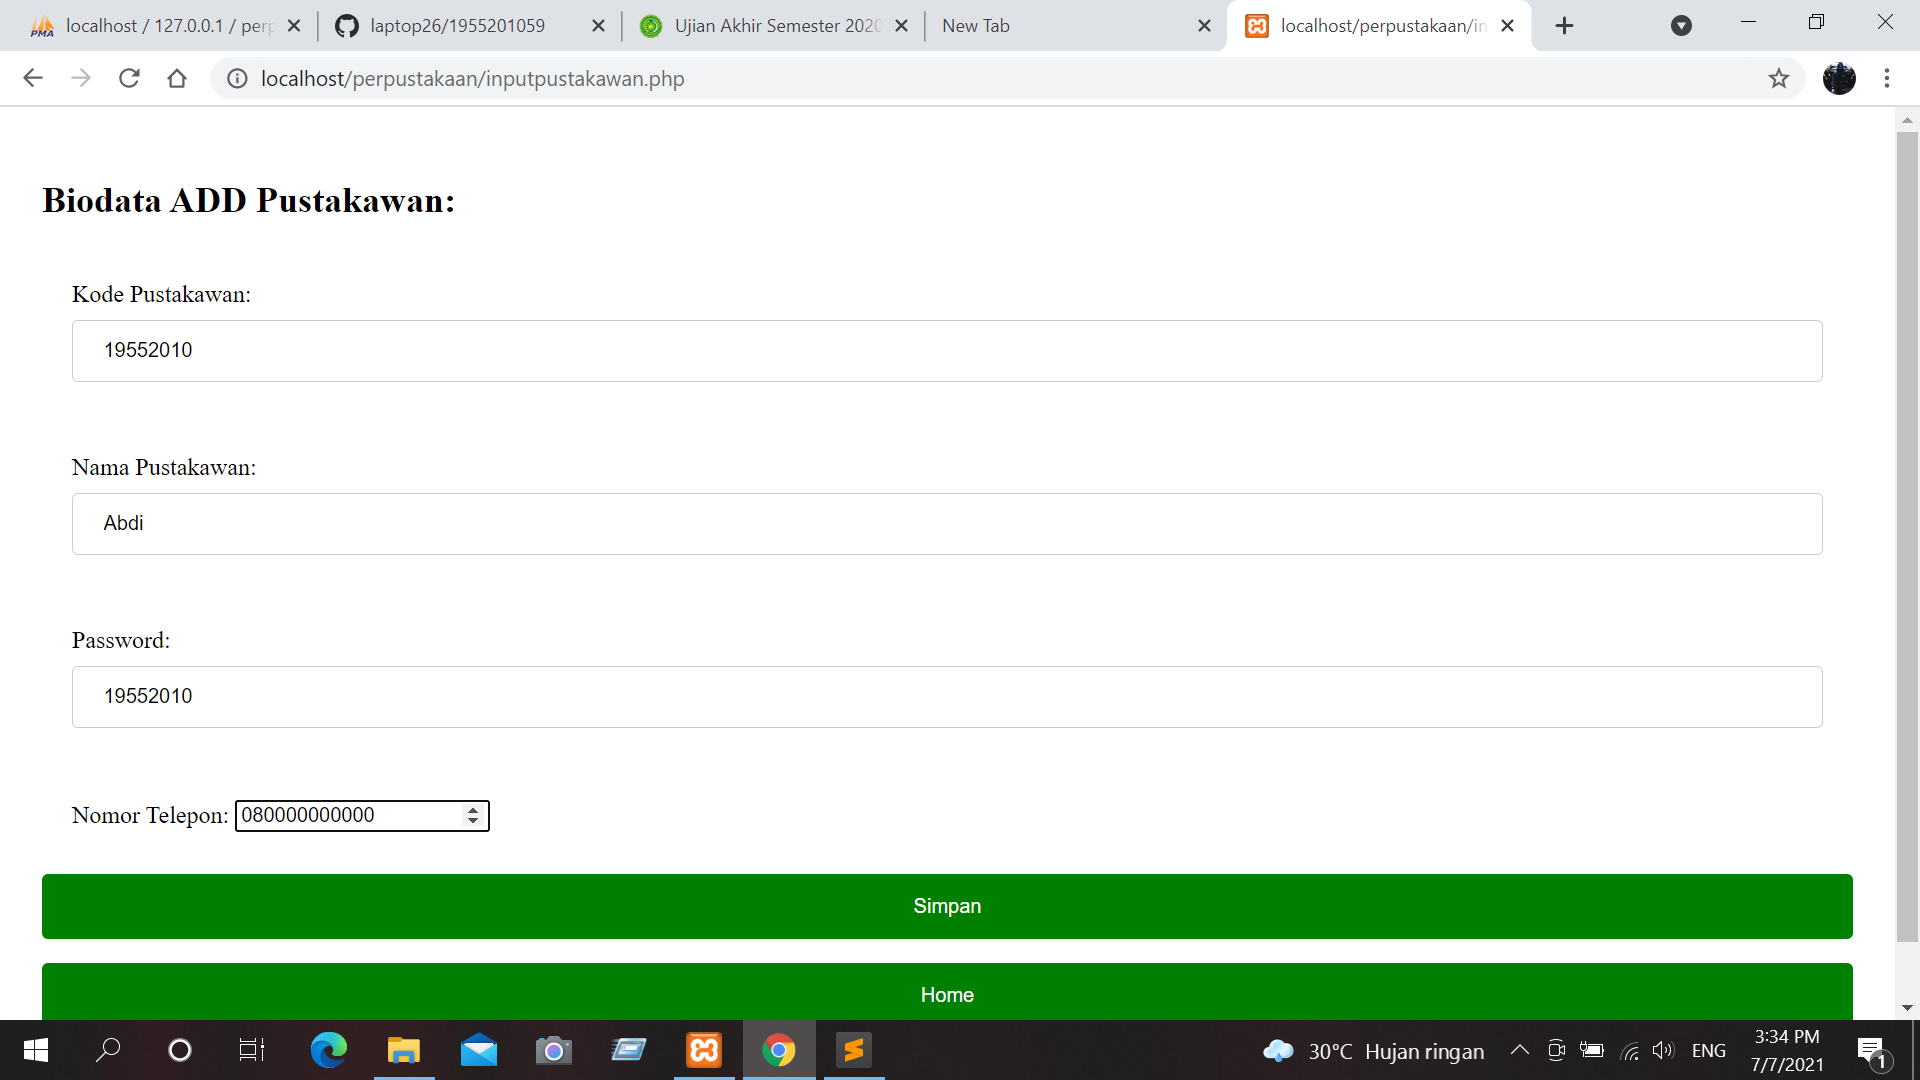 localhost / 127.0.0.1 / perp
laptop26/1955201059
Ujian Akhir Semester 2020
New Tab
localhost/perpustakaan/in
localhost/perpustakaan/inputpustakawan.php
Biodata ADD Pustakawan:
Kode Pustakawan:
19552010
Nama Pustakawan:
Abdi
Password:
19552010
Nomor Telepon: 080000000000
Simpan
Home
30°C Hujan ringan
ENG
3:34 PM
7/7/2021
1
PMA